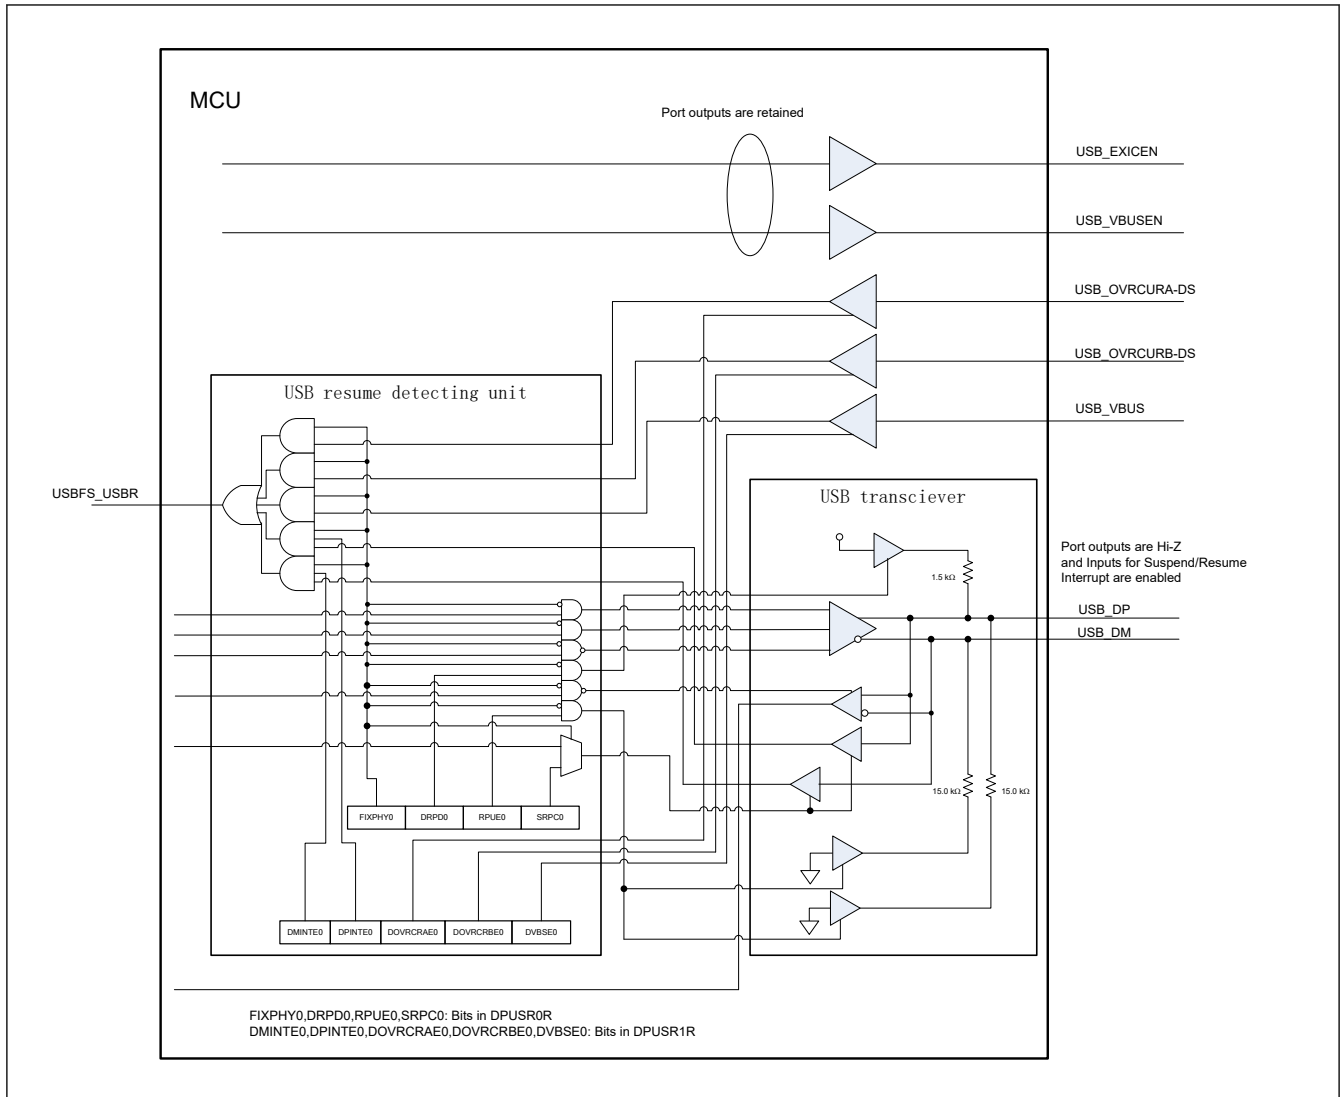 MCU
Port outputs are retained
USB_EXICEN
USB_VBUSEN
USB_OVRCURA-DS
USB_OVRCURB-DS
USB_VBUS
USB resume detecting unit
USBFS_USBR
USB transciever
Port outputs are Hi-Z
and Inputs for Suspend/Resume
Interrupt are enabled
1.5 kΩ
USB_DP
USB_DM
15.0 kΩ
15.0 kΩ
FIXPHY0
DRPD0
RPUE0
SRPC0
DMINTE0
DPINTE0
DOVRCRAE0
DOVRCRBE0
DVBSE0
FIXPHY0,DRPD0,RPUE0,SRPC0: Bits in DPUSR0R
DMINTE0,DPINTE0,DOVRCRAE0,DOVRCRBE0,DVBSE0: Bits in DPUSR1R